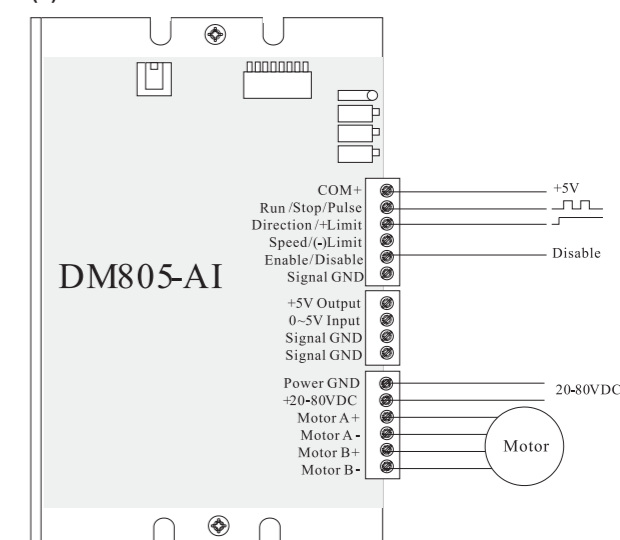 COM+
+5V
Run/Stop/Pulse
Direction/+Limit
Speed/(-)Limit
Enable/Disable
Disable
Signal GND
DM805-AI
+5V Output
0~5V Input
Signal GND
Signal GND
Power GND
20-80VDC
+20-80VDC
Motor A+
Motor A-
Motor
Motor B+
Motor B-